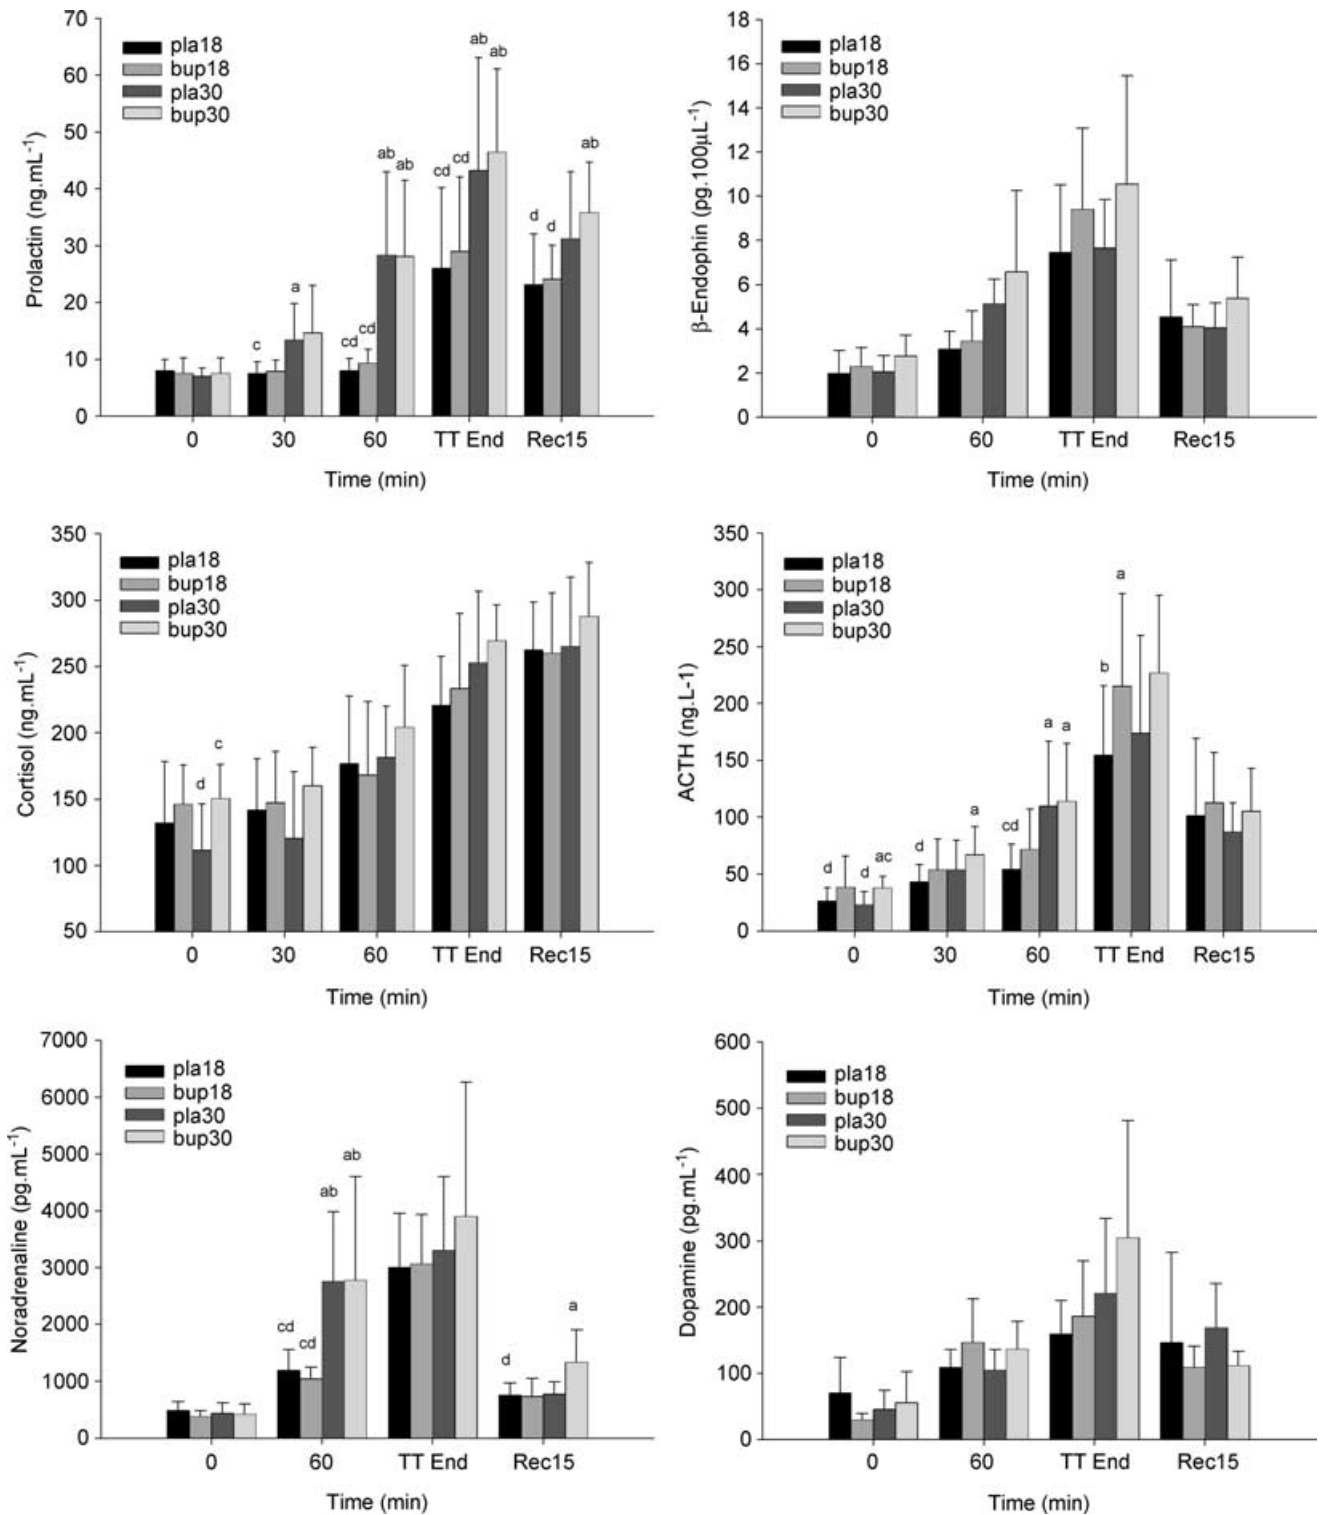 Prolactin (ng.mL⁻¹)
70
60
50
40
30
20
10
0
pla18
bup18
pla30
bup30
c
a
cd
cd
ab
ab
cd
cd
ab
ab
d
d
ab
0 30 60 TT End Rec15
Time (min)
β-Endophin (pg.100µL⁻¹)
18
16
14
12
10
8
6
4
2
0
pla18
bup18
pla30
bup30
0 60 TT End Rec15
Time (min)
Cortisol (ng.mL⁻¹)
350
300
250
200
150
100
50
pla18
bup18
pla30
bup30
d
c
0 30 60 TT End Rec15
Time (min)
ACTH (ng.L-1)
350
300
250
200
150
100
50
0
pla18
bup18
pla30
bup30
d
d
ac
d
a
cd
a
a
b
a
0 30 60 TT End Rec15
Time (min)
Noradrenaline (pg.mL⁻¹)
7000
6000
5000
4000
3000
2000
1000
0
pla18
bup18
pla30
bup30
cd
cd
ab
ab
d
a
0 60 TT End Rec15
Time (min)
Dopamine (pg.mL⁻¹)
600
500
400
300
200
100
0
pla18
bup18
pla30
bup30
0 60 TT End Rec15
Time (min)